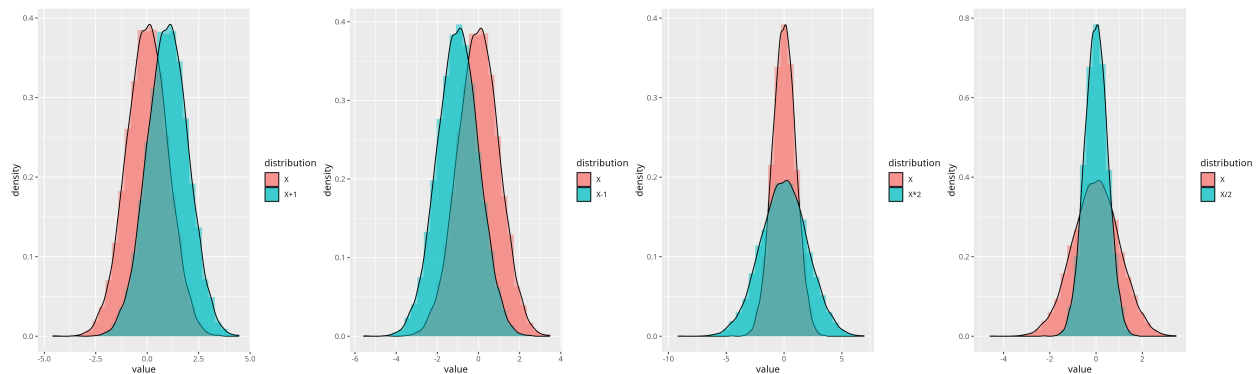 0.4
0.3
0.2
0.1
0.0
density
-5.0 -2.5 0.0 2.5 5.0
value
distribution
X
X+1
0.4
0.3
0.2
0.1
0.0
density
-6 -4 -2 0 2 4
value
distribution
X
X-1
0.4
0.3
0.2
0.1
0.0
density
-10 -5 0 5
value
distribution
X
X*2
0.8
0.6
0.4
0.2
0.0
density
-4 -2 0 2
value
distribution
X
X/2